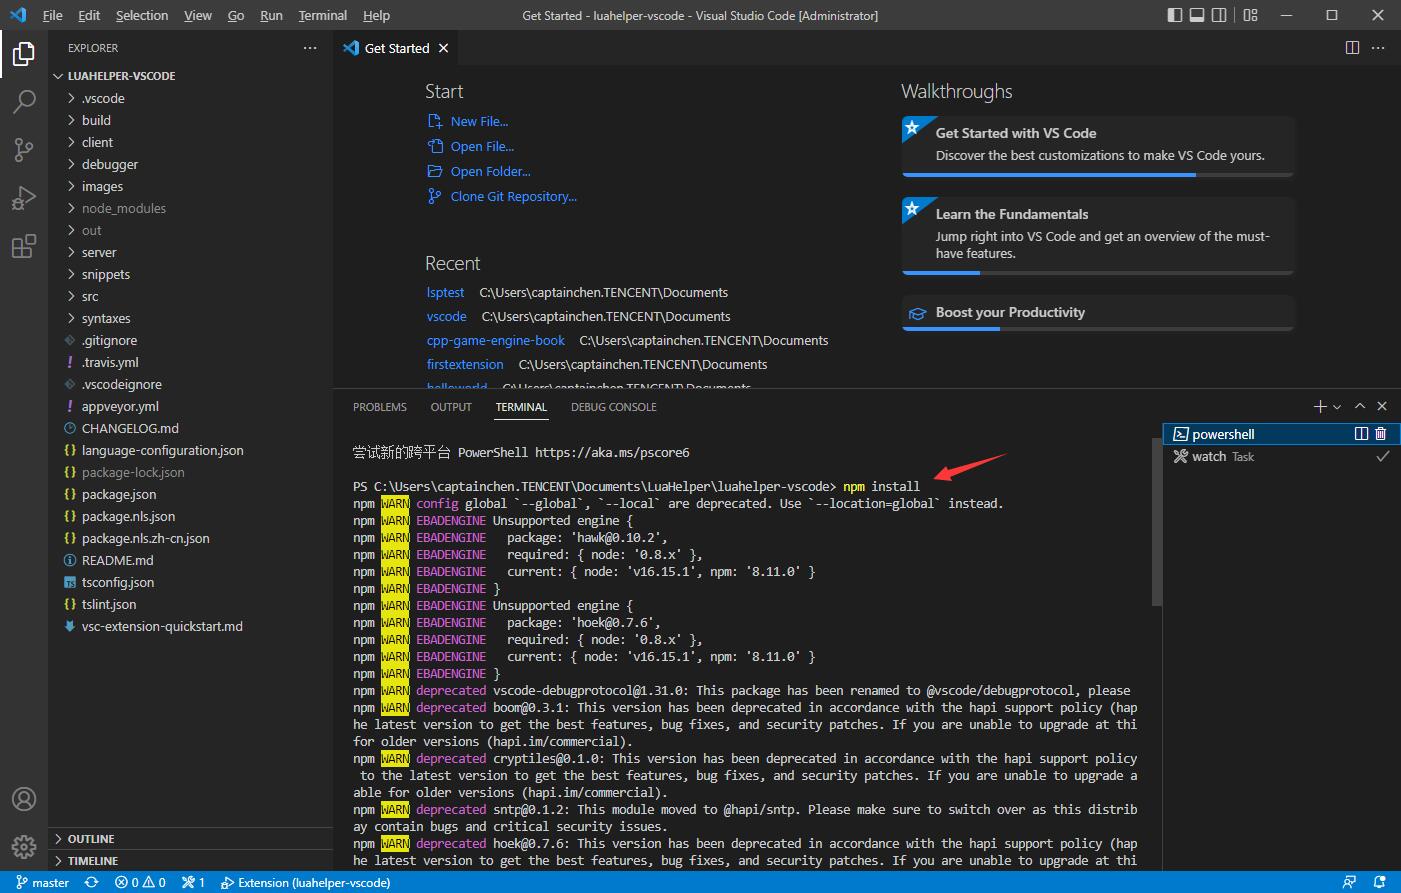 File Edit Selection View Go Run Terminal Help
Get Started - luahelper-vscode - Visual Studio Code [Administrator]
EXPLORER
LUAHELPER-VSCODE
.vscode
build
client
debugger
images
node_modules
out
server
snippets
src
syntaxes
.gitignore
! .travis.yml
.vscodeignore
! appveyor.yml
CHANGELOG.md
{} language-configuration.json
{} package-lock.json
{} package.json
{} package.nls.json
{} package.nls.zh-cn.json
README.md
TS tsconfig.json
{} tslint.json
vsc-extension-quickstart.md
OUTLINE
TIMELINE
Get Started
Start
New File...
Open File...
Open Folder...
Clone Git Repository...
Recent
lsptest C:\Users\captainchen.TENCENT\Documents
vscode C:\Users\captainchen.TENCENT\Documents
cpp-game-engine-book C:\Users\captainchen.TENCENT\Documents
firstextension C:\Users\captainchen.TENCENT\Documents
helloworld C:\Users\captainchen.TENCENT\Documents
Walkthroughs
Get Started with VS Code
Discover the best customizations to make VS Code yours.
Learn the Fundamentals
Jump right into VS Code and get an overview of the must-
have features.
Boost your Productivity
PROBLEMS OUTPUT TERMINAL DEBUG CONSOLE
尝试新的跨平台 PowerShell https://aka.ms/pscore6
PS C:\Users\captainchen.TENCENT\Documents\LuaHelper\luahelper-vscode> npm install
npm WARN config global `--global`, `--local` are deprecated. Use `--location=global` instead.
npm WARN EBADENGINE Unsupported engine {
npm WARN EBADENGINE   package: 'hawk@0.10.2',
npm WARN EBADENGINE   required: { node: '0.8.x' },
npm WARN EBADENGINE   current: { node: 'v16.15.1', npm: '8.11.0' }
npm WARN EBADENGINE }
npm WARN EBADENGINE Unsupported engine {
npm WARN EBADENGINE   package: 'hoek@0.7.6',
npm WARN EBADENGINE   required: { node: '0.8.x' },
npm WARN EBADENGINE   current: { node: 'v16.15.1', npm: '8.11.0' }
npm WARN EBADENGINE }
npm WARN deprecated vscode-debugprotocol@1.31.0: This package has been renamed to @vscode/debugprotocol, please
npm WARN deprecated boom@0.3.1: This version has been deprecated in accordance with the hapi support policy (hap
he latest version to get the best features, bug fixes, and security patches. If you are unable to upgrade at thi
for older versions (hapi.im/commercial).
npm WARN deprecated cryptiles@0.1.0: This version has been deprecated in accordance with the hapi support policy
 to the latest version to get the best features, bug fixes, and security patches. If you are unable to upgrade a
able for older versions (hapi.im/commercial).
npm WARN deprecated sntp@0.1.2: This module moved to @hapi/sntp. Please make sure to switch over as this distrib
ay contain bugs and critical security issues.
npm WARN deprecated hoek@0.7.6: This version has been deprecated in accordance with the hapi support policy (hap
he latest version to get the best features, bug fixes, and security patches. If you are unable to upgrade at thi
powershell
watch Task
master 0 0 1 Extension (luahelper-vscode)